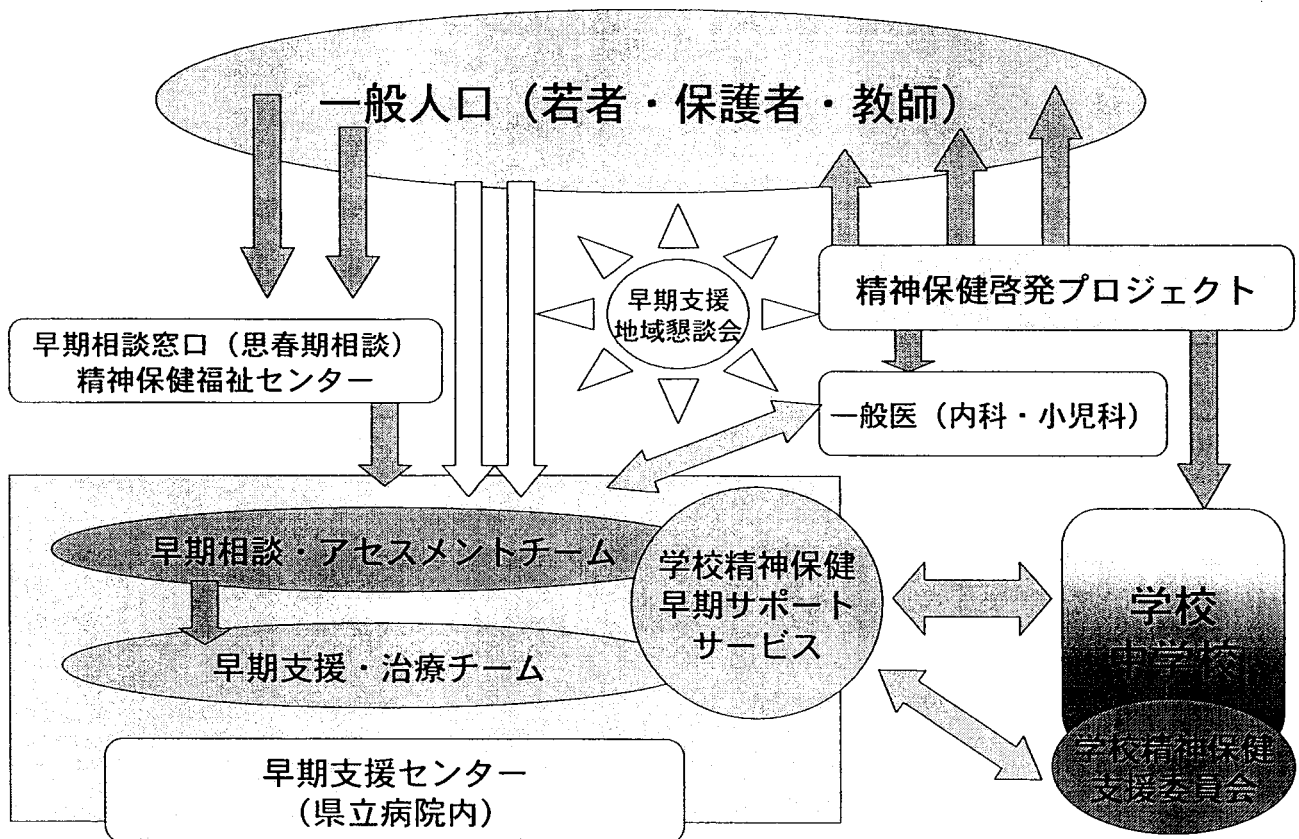 一般人口（若者・保護者・教師）
早期支援
地域懇談会
精神保健啓発プロジェクト
早期相談窓口（思春期相談）
精神保健福祉センター
一般医（内科・小児科）
早期相談・アセスメントチーム
学校精神保健
早期サポート
サービス
早期支援・治療チーム
早期支援センター
（県立病院内）
学校
中学校
学校精神保健
支援委員会